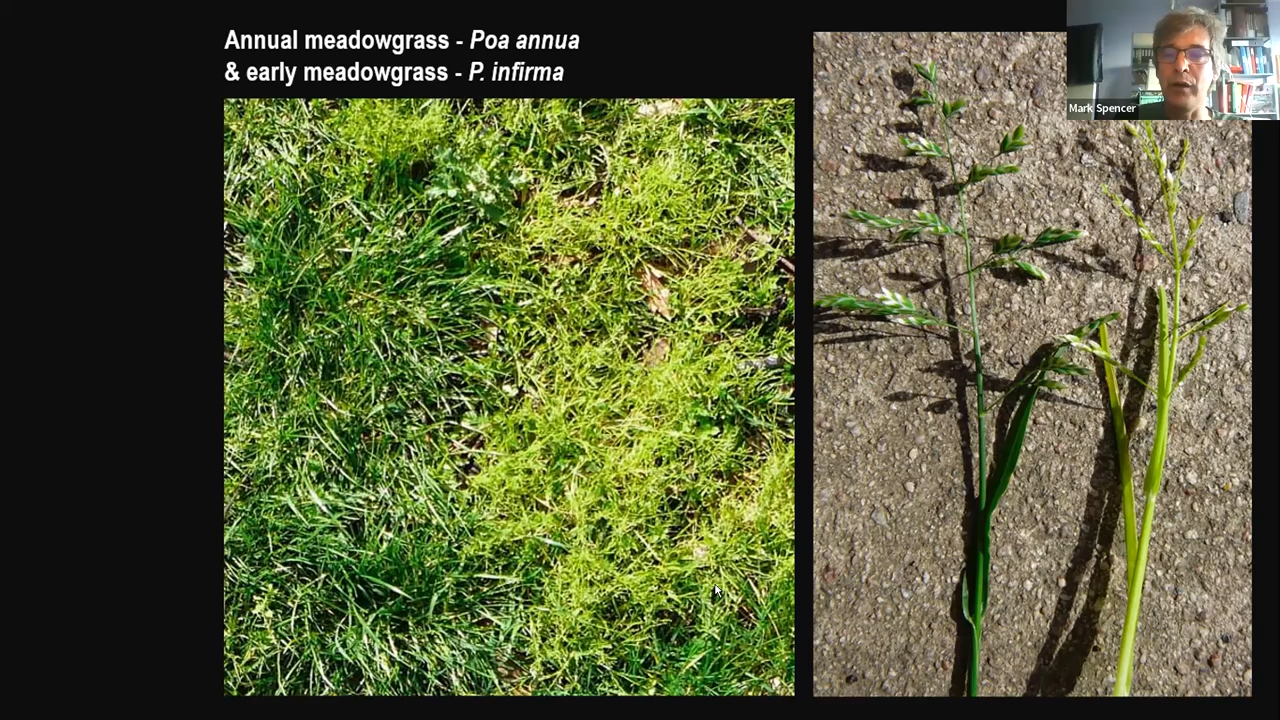 Annual meadowgrass - Poa annua
& early meadowgrass - P. infirma
Mark Spencer